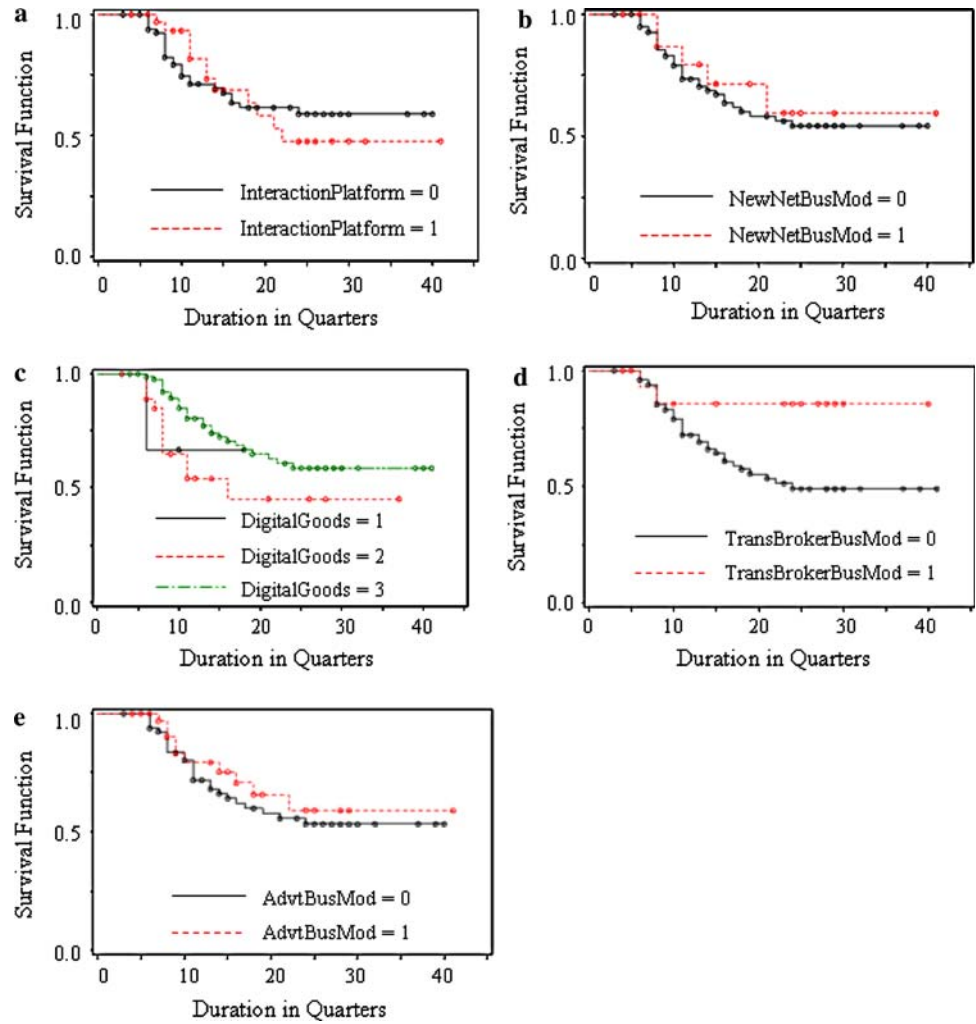 a
1.0
0.5
0.0
Survival Function
InteractionPlatform = 0
InteractionPlatform = 1
0 10 20 30 40
Duration in Quarters
b
1.0
0.5
0.0
Survival Function
NewNetBusMod = 0
NewNetBusMod = 1
0 10 20 30 40
Duration in Quarters
c
1.0
0.5
0.0
Survival Function
DigitalGoods = 1
DigitalGoods = 2
DigitalGoods = 3
0 10 20 30 40
Duration in Quarters
d
1.0
0.5
0.0
Survival Function
TransBrokerBusMod = 0
TransBrokerBusMod = 1
0 10 20 30 40
Duration in Quarters
e
1.0
0.5
0.0
Survival Function
AdvtBusMod = 0
AdvtBusMod = 1
0 10 20 30 40
Duration in Quarters